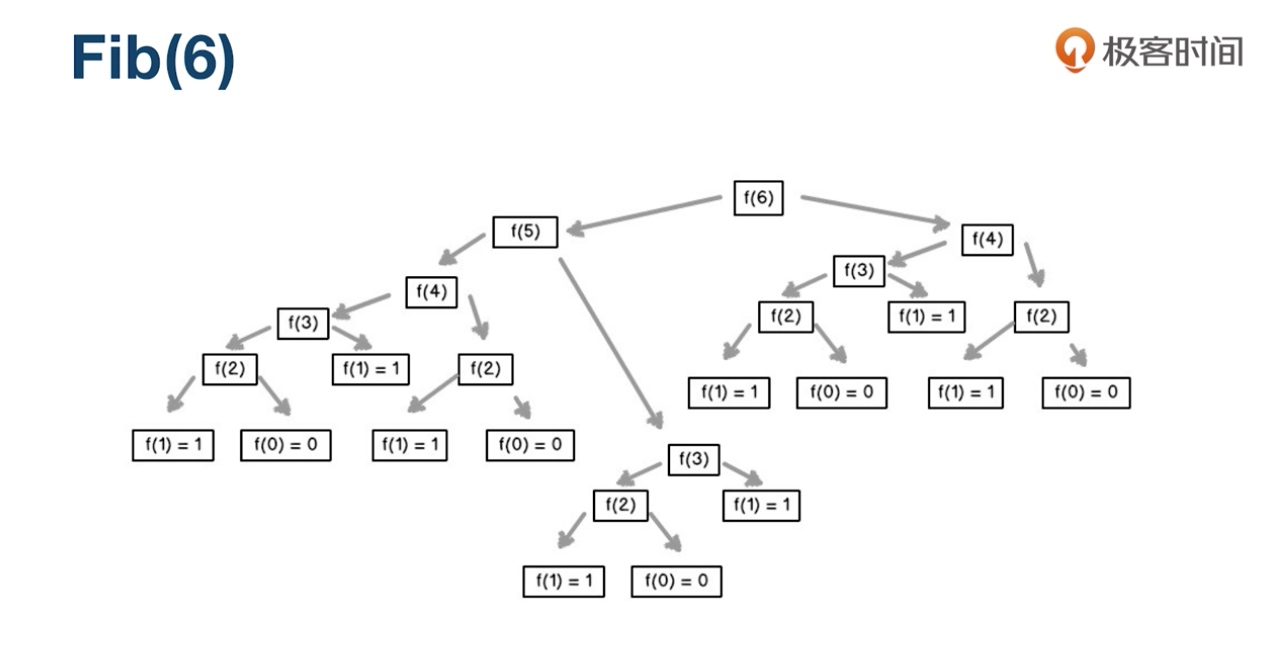 Fib(6)
极客时间
f(6)
f(5)
f(4)
f(4)
f(3)
f(3)
f(2)
f(1) = 1
f(2)
f(3)
f(2)
f(1) = 1
f(2)
f(1) = 1
f(0) = 0
f(1) = 1
f(0) = 0
f(1) = 1
f(0) = 0
f(1) = 1
f(0) = 0
f(2)
f(1) = 1
f(1) = 1
f(0) = 0